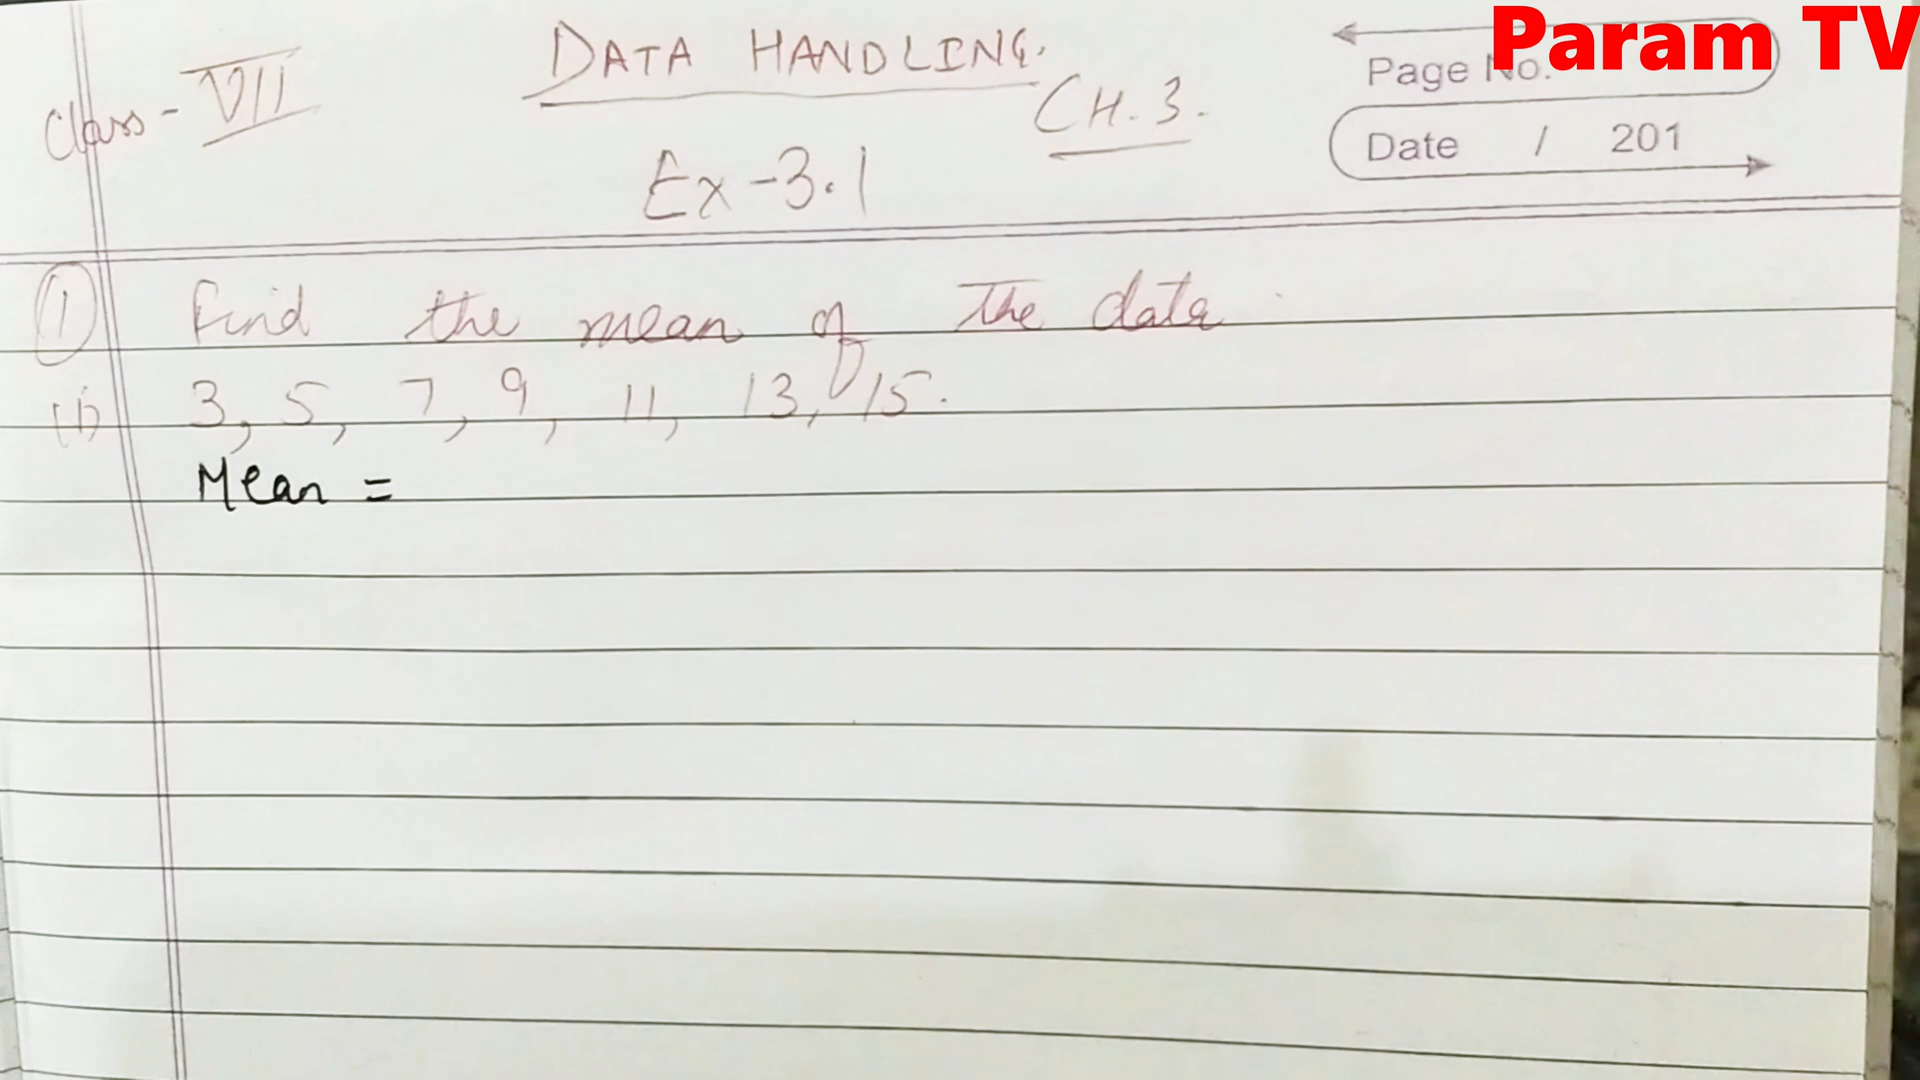 Param TV
Class - VII
DATA HANDLING.
CH. 3.
Page No.
Date / 201
Ex - 3.1
① Find the mean of the data
(i) 3, 5, 7, 9, 11, 13, 15.
Mean =